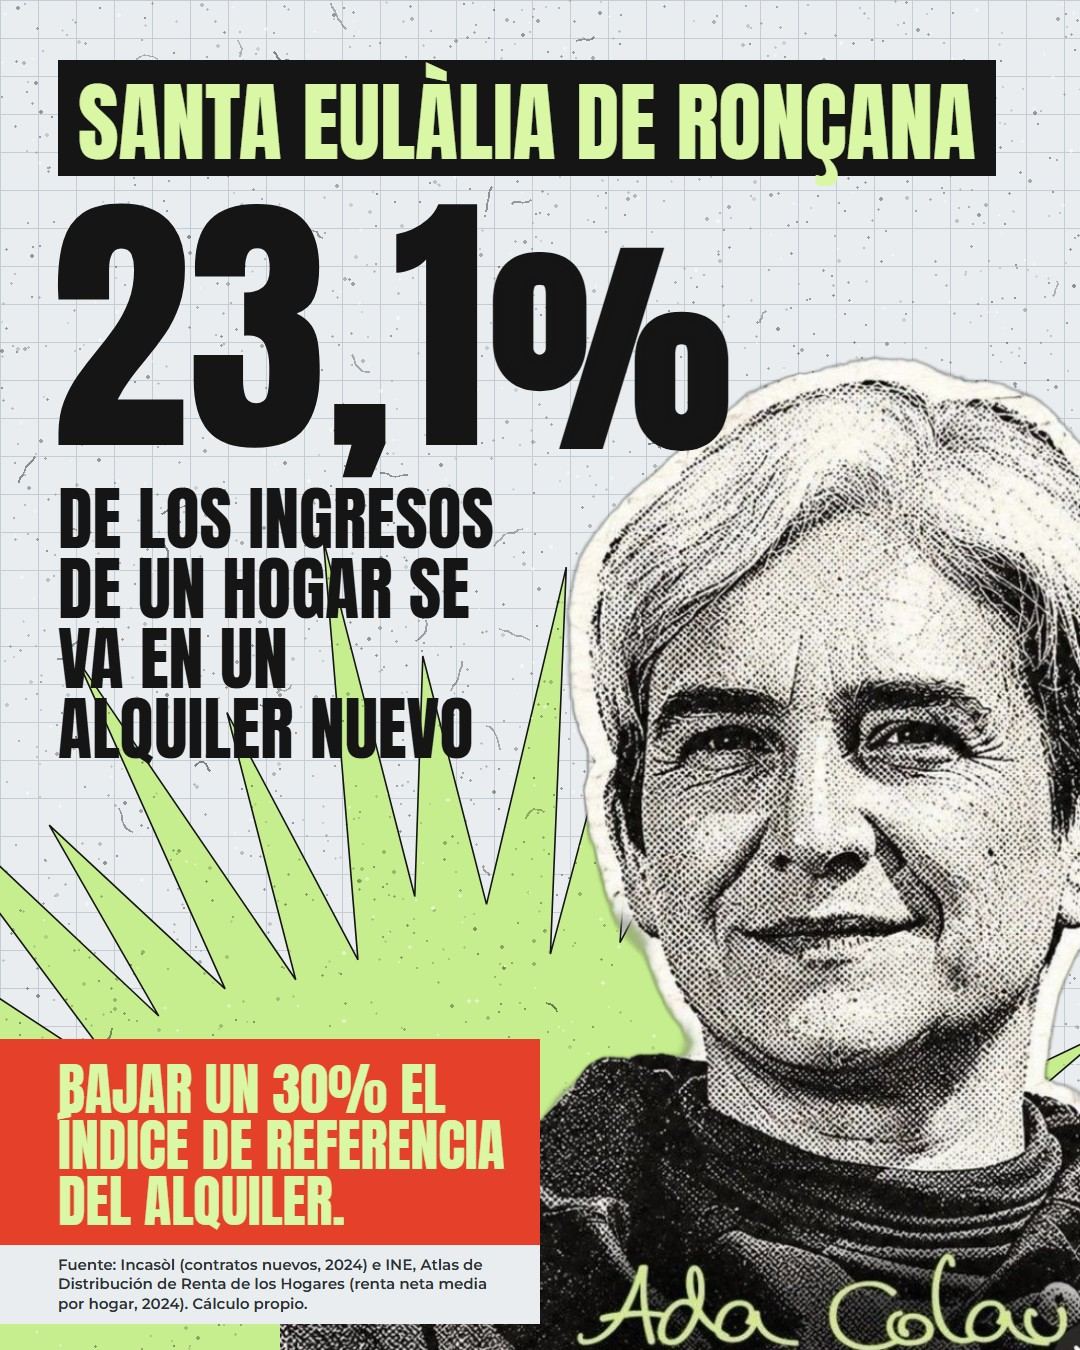 SANTA EULÀLIA DE RONÇANA
23,1%
DE LOS INGRESOS
DE UN HOGAR SE
VA EN UN
ALQUILER NUEVO
BAJAR UN 30% EL
ÍNDICE DE REFERENCIA
DEL ALQUILER.
Fuente: Incasòl (contratos nuevos, 2024) e INE, Atlas de
Distribución de Renta de los Hogares (renta neta media
por hogar, 2024). Cálculo propio.
Ada Colau